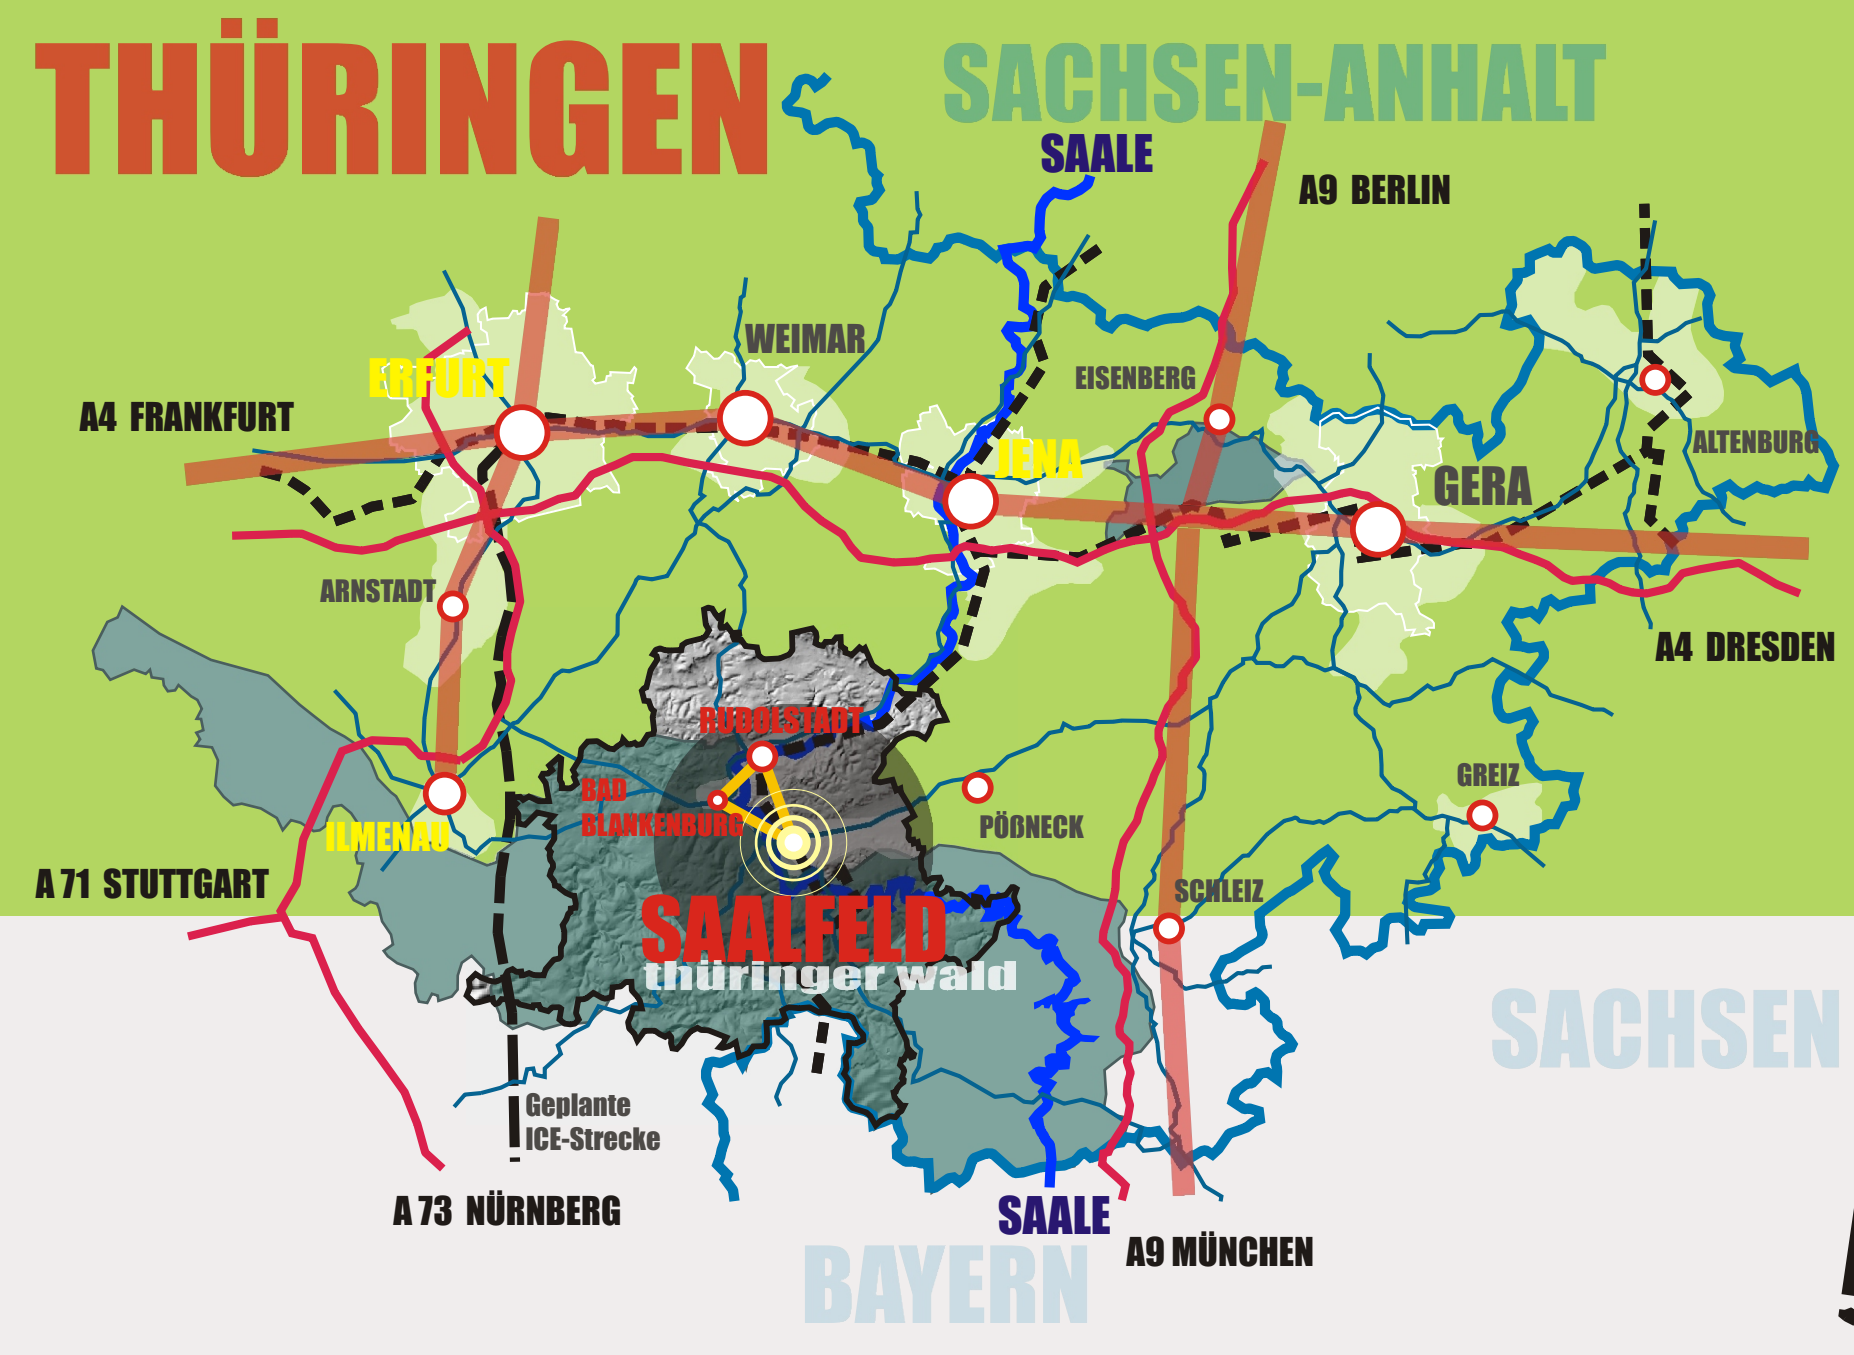 THÜRINGEN
SACHSEN-ANHALT
SAALE
A9 BERLIN
WEIMAR
ERFURT
EISENBERG
A4 FRANKFURT
ALTENBURG
JENA
GERA
ARNSTADT
A4 DRESDEN
RUDOLSTADT
GREIZ
BAD
BLANKENBURG
PÖßNECK
ILMENAU
A 71 STUTTGART
SCHLEIZ
SAALFELD
thüringer wald
SACHSEN
Geplante
ICE-Strecke
A 73 NÜRNBERG
SAALE
A9 MÜNCHEN
BAYERN